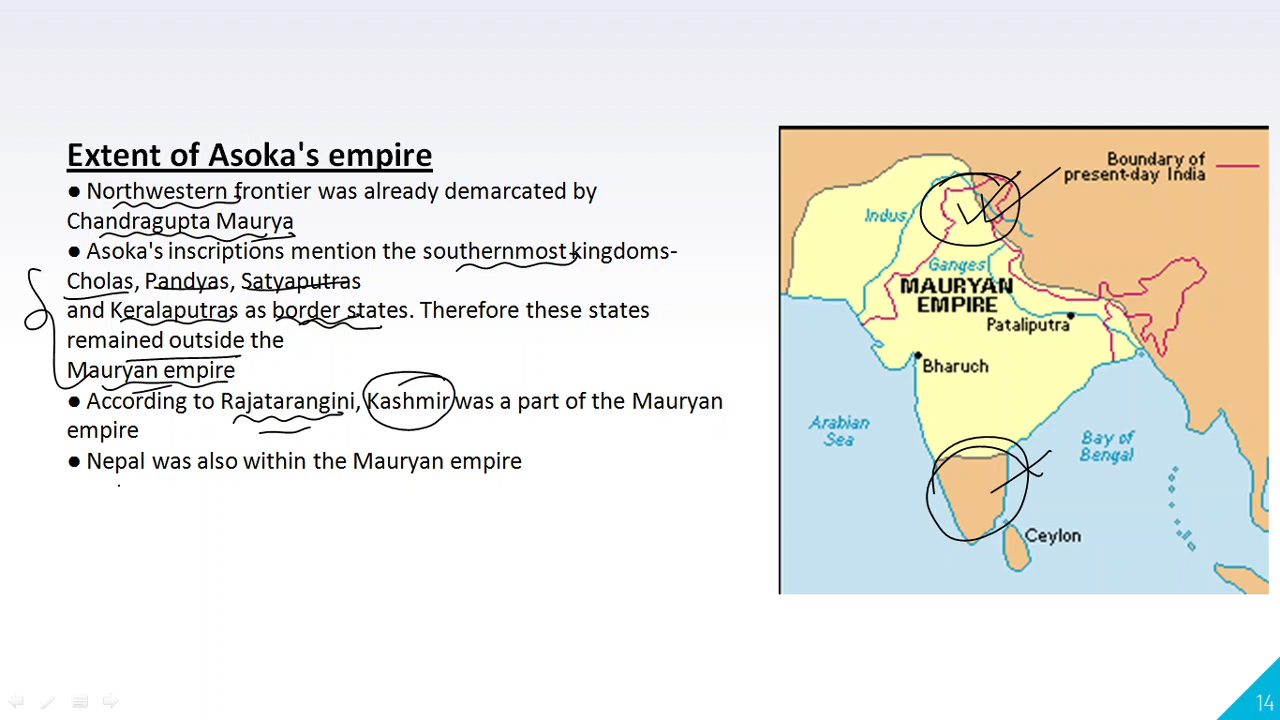 Extent of Asoka's empire
● Northwestern frontier was already demarcated by
Chandragupta Maurya
● Asoka's inscriptions mention the southernmost kingdoms-
Cholas, Pandyas, Satyaputras
and Keralaputras as border states. Therefore these states
remained outside the
Mauryan empire
● According to Rajatarangini, Kashmir was a part of the Mauryan
empire
● Nepal was also within the Mauryan empire
Boundary of
present-day India
Indus
Ganges
MAURYAN
EMPIRE
Pataliputra
Bharuch
Arabian
Sea
Bay of
Bengal
Ceylon
14